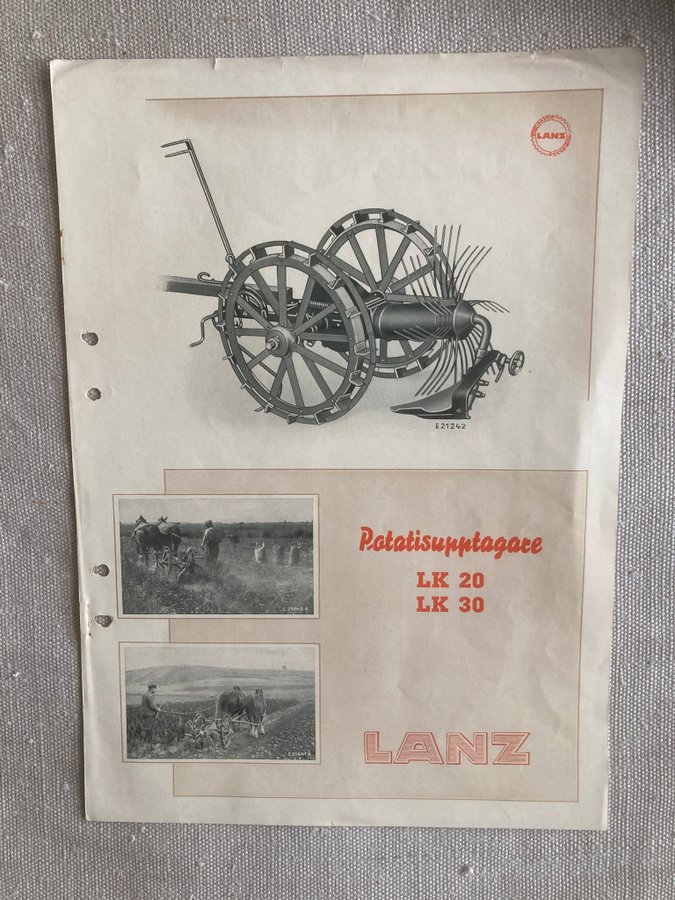 LANZ
E21242
Potatisupptagare
LK 20
LK 30
LANZ